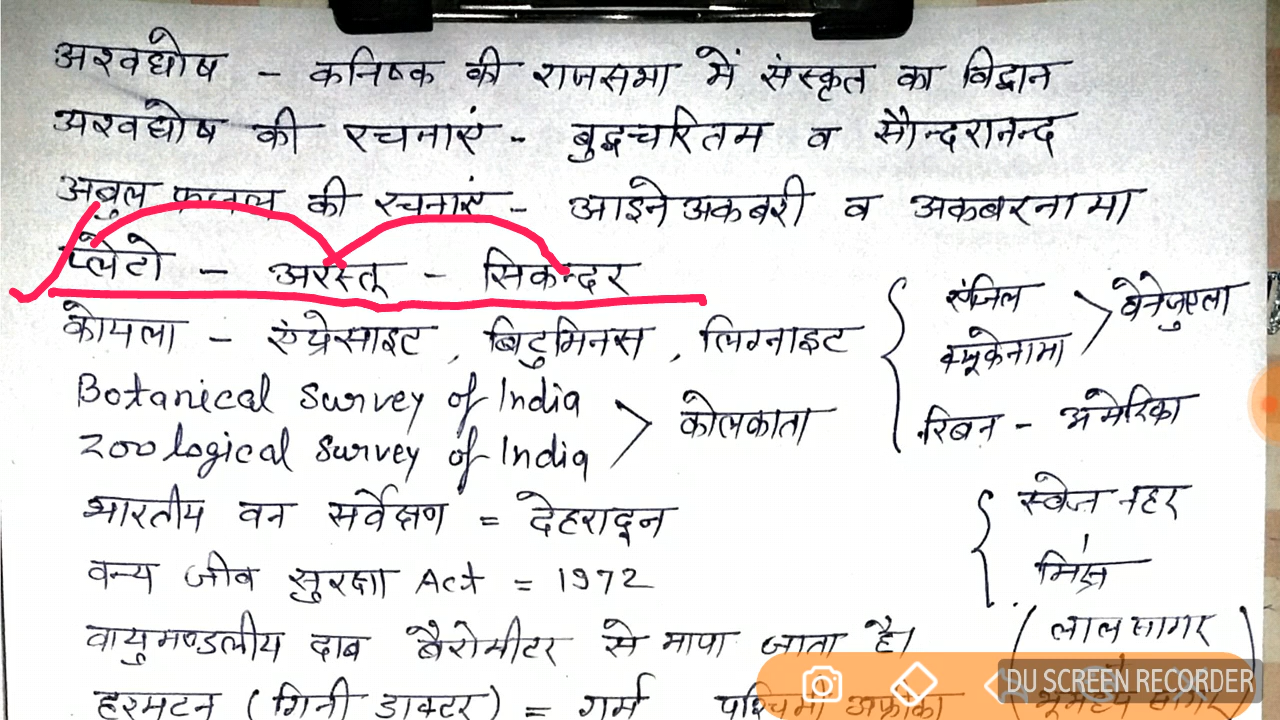 अश्वघोष - कनिष्क की राजसभा में संस्कृत का विद्वान
अश्वघोष की रचनाएं - बुद्धचरितम व सौन्दरानन्द
अबुल फजल की रचनाएं - आइने अकबरी व अकबरनामा
प्लेटो - अरस्तू - सिकन्दर
कोयला - एंथ्रेसाइट, बिटुमिनस, लिग्नाइट
Botanical Survey of India
Zoological Survey of India
कोलकाता
भारतीय वन सर्वेक्षण = देहरादून
वन्य जीव सुरक्षा Act = 1972
वायुमण्डलीय दाब बैरोमीटर से मापा जाता है।
हरमटन (गिनी डाक्टर) = गर्म पश्चिमी अफ्रीका
एंजिल
क्यूकेनामा
वेनेजुएला
रिबन - अमेरिका
स्वेज नहर
मिस्र
(लाल सागर
DU SCREEN RECORDER